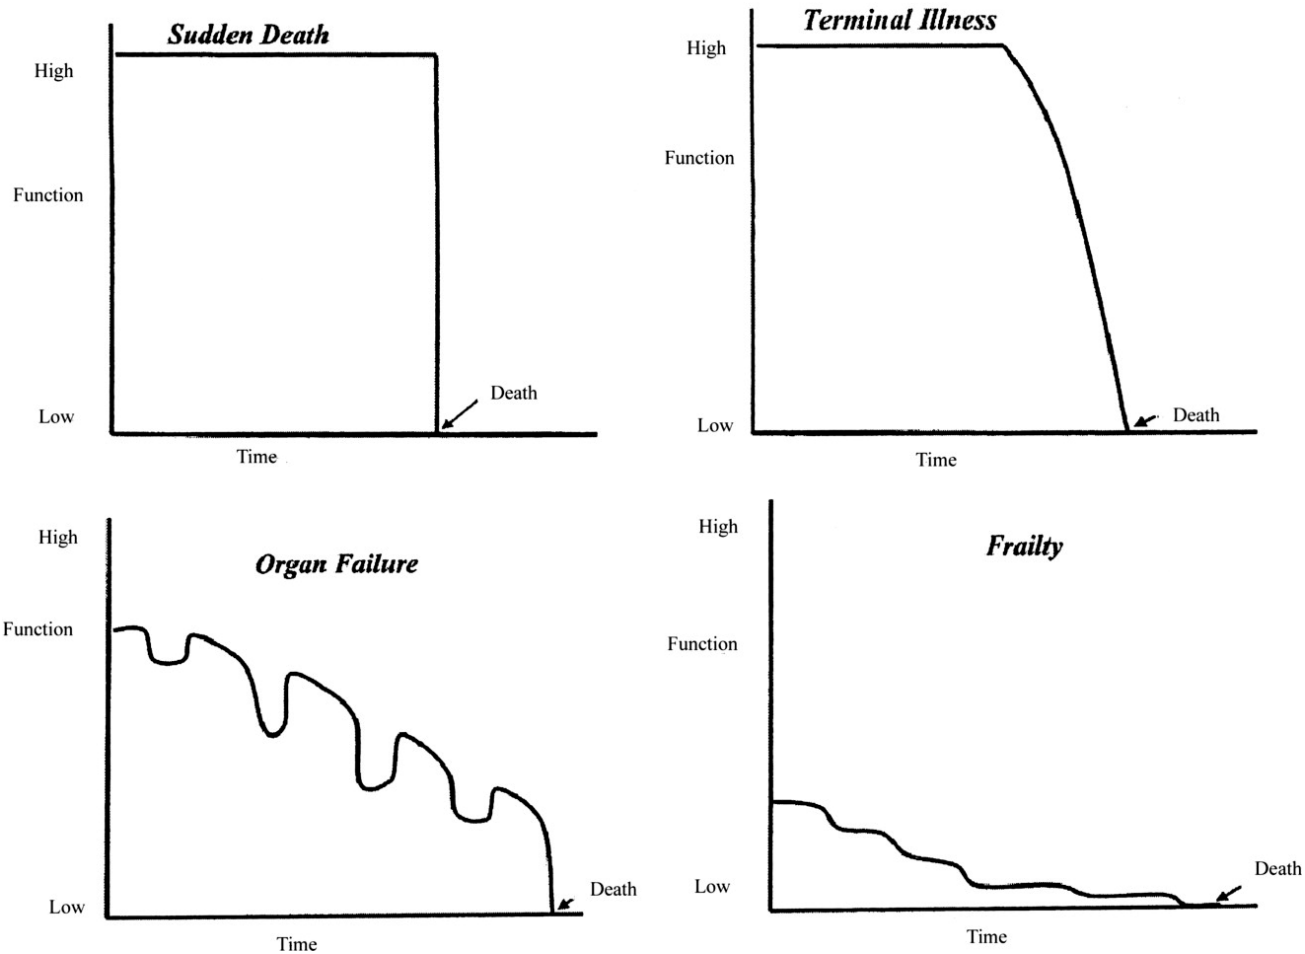 Sudden Death
High
Function
Low
Death
Time
Terminal Illness
High
Function
Low
Death
Time
High
Organ Failure
Function
Low
Death
Time
High
Frailty
Function
Low
Death
Time